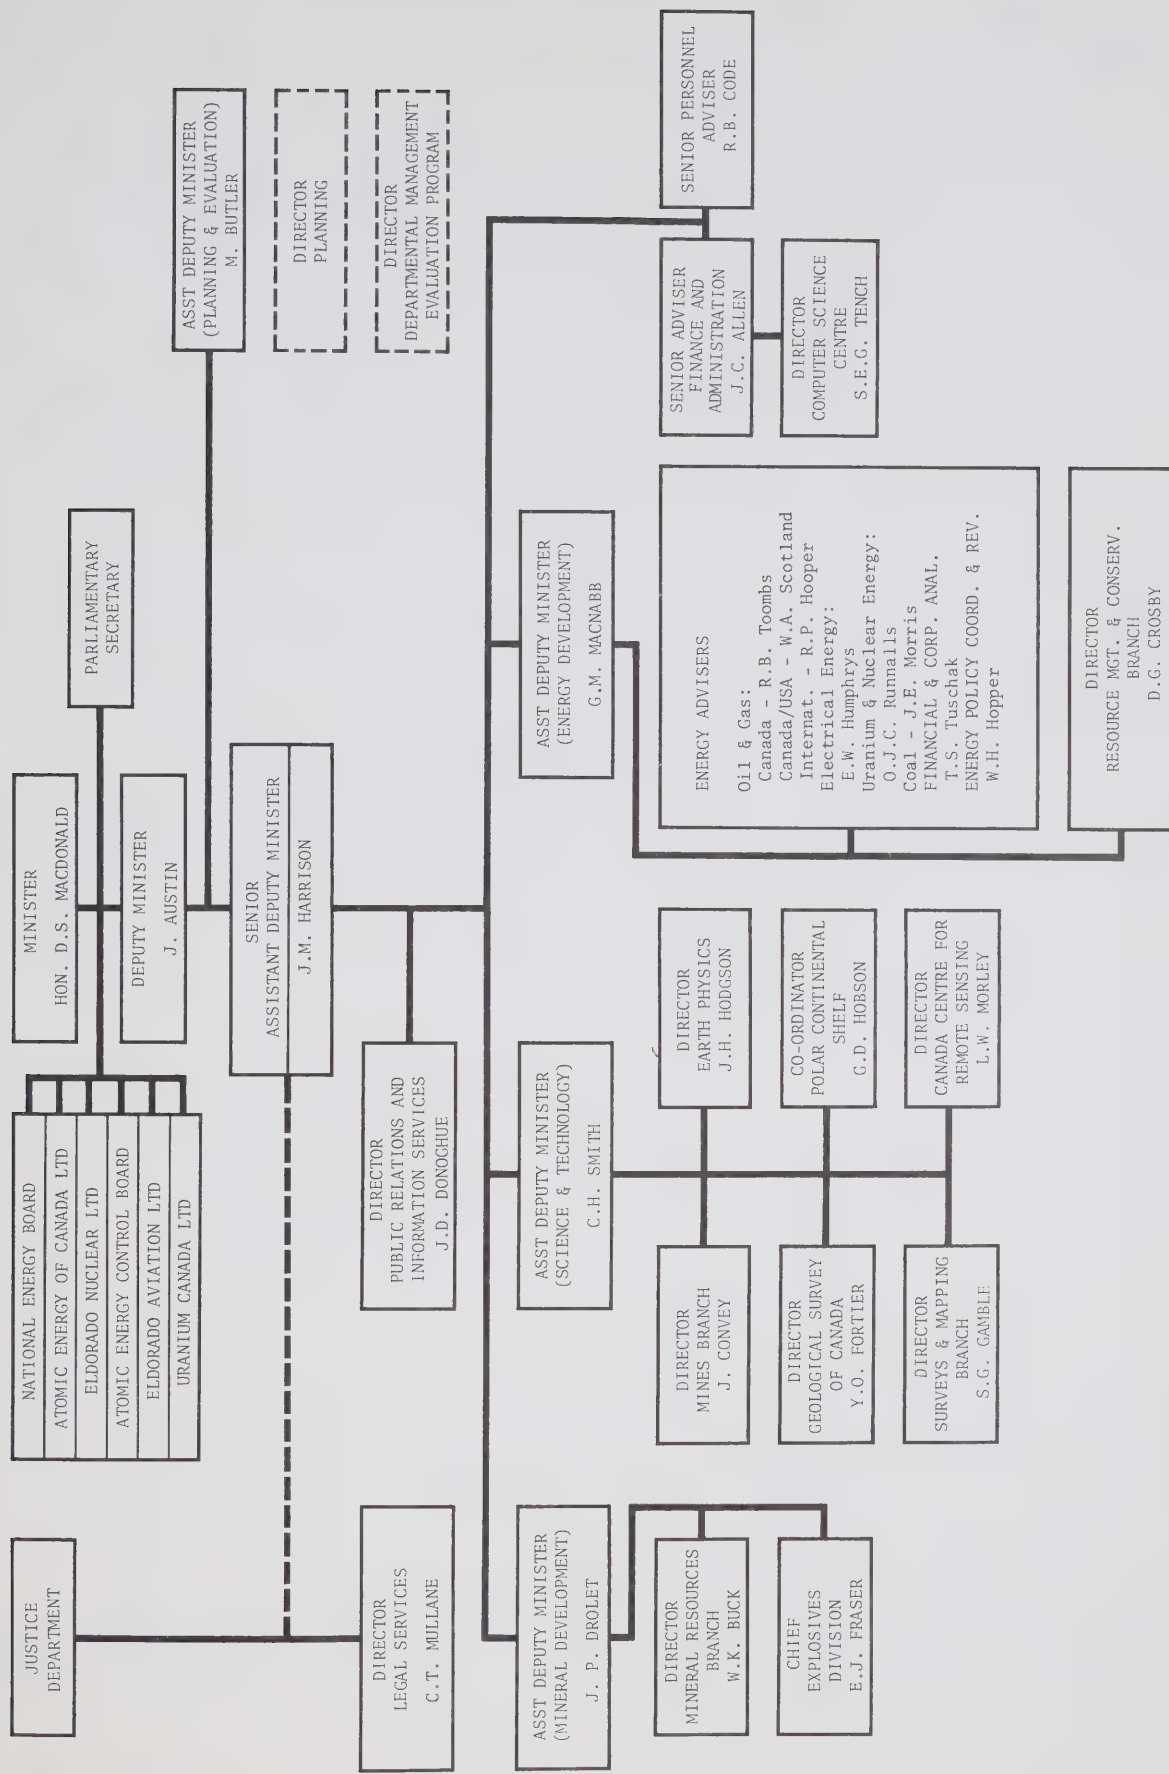 JUSTICE
DEPARTMENT
NATIONAL ENERGY BOARD
ATOMIC ENERGY OF CANADA LTD
ELDORADO NUCLEAR LTD
ATOMIC ENERGY CONTROL BOARD
ELDORADO AVIATION LTD
URANIUM CANADA LTD
MINISTER
HON. D.S. MACDONALD
PARLIAMENTARY
SECRETARY
DEPUTY MINISTER
J. AUSTIN
ASST DEPUTY MINISTER
(PLANNING & EVALUATION)
M. BUTLER
SENIOR
ASSISTANT DEPUTY MINISTER
J.M. HARRISON
DIRECTOR
PLANNING
DIRECTOR
DEPARTMENTAL MANAGEMENT
EVALUATION PROGRAM
DIRECTOR
LEGAL SERVICES
C.T. MULLANE
DIRECTOR
PUBLIC RELATIONS AND
INFORMATION SERVICES
J.D. DONOGHUE
ASST DEPUTY MINISTER
(MINERAL DEVELOPMENT)
J. P. DROLET
ASST DEPUTY MINISTER
(SCIENCE & TECHNOLOGY)
C.H. SMITH
ASST DEPUTY MINISTER
(ENERGY DEVELOPMENT)
G.M. MACNABB
DIRECTOR
MINERAL RESOURCES
BRANCH
W.K. BUCK
CHIEF
EXPLOSIVES
DIVISION
E.J. FRASER
DIRECTOR
MINES BRANCH
J. CONVEY
DIRECTOR
GEOLOGICAL SURVEY
OF CANADA
Y.O. FORTIER
DIRECTOR
SURVEYS & MAPPING
BRANCH
S.G. GAMBLE
DIRECTOR
EARTH PHYSICS
J.H. HODGSON
CO-ORDINATOR
POLAR CONTINENTAL
SHELF
G.D. HOBSON
DIRECTOR
CANADA CENTRE FOR
REMOTE SENSING
L.W. MORLEY
ENERGY ADVISERS
Oil & Gas:
Canada - R.B. Toombs
Canada/USA - W.A. Scotland
Internat. - R.P. Hooper
Electrical Energy:
E.W. Humphrys
Uranium & Nuclear Energy:
O.J.C. Runnalls
Coal - J.E. Morris
FINANCIAL & CORP. ANAL.
T.S. Tuschak
ENERGY POLICY COORD. & REV.
W.H. Hopper
DIRECTOR
RESOURCE MGT. & CONSERV.
BRANCH
D.G. CROSBY
SENIOR ADVISER
FINANCE AND
ADMINISTRATION
J.C. ALLEN
DIRECTOR
COMPUTER SCIENCE
CENTRE
S.E.G. TENCH
SENIOR PERSONNEL
ADVISER
R.B. CODE